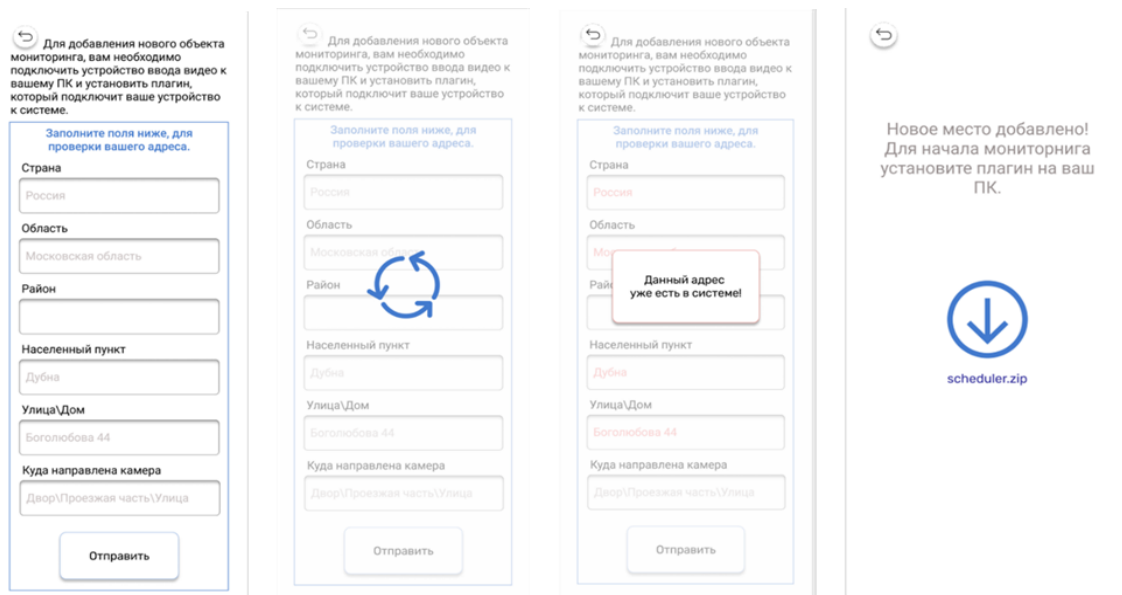 Для добавления нового объекта
мониторинга, вам необходимо
подключить устройство ввода видео к
вашему ПК и установить плагин,
который подключит ваше устройство
к системе.
Заполните поля ниже, для
проверки вашего адреса.
Страна
Россия
Область
Московская область
Район
Населенный пункт
Дубна
Улица\Дом
Боголюбова 44
Куда направлена камера
Двор\Проезжая часть\Улица
Отправить
Для добавления нового объекта
мониторинга, вам необходимо
подключить устройство ввода видео к
вашему ПК и установить плагин,
который подключит ваше устройство
к системе.
Заполните поля ниже, для
проверки вашего адреса.
Страна
Россия
Область
Московская область
Район
Населенный пункт
Дубна
Улица\Дом
Боголюбова 44
Куда направлена камера
Двор\Проезжая часть\Улица
Отправить
Для добавления нового объекта
мониторинга, вам необходимо
подключить устройство ввода видео к
вашему ПК и установить плагин,
который подключит ваше устройство
к системе.
Заполните поля ниже, для
проверки вашего адреса.
Страна
Россия
Область
Данный адрес
уже есть в системе!
Населенный пункт
Дубна
Улица\Дом
Боголюбова 44
Куда направлена камера
Двор\Проезжая часть\Улица
Отправить
Новое место добавлено!
Для начала мониторнига
установите плагин на ваш
ПК.
scheduler.zip